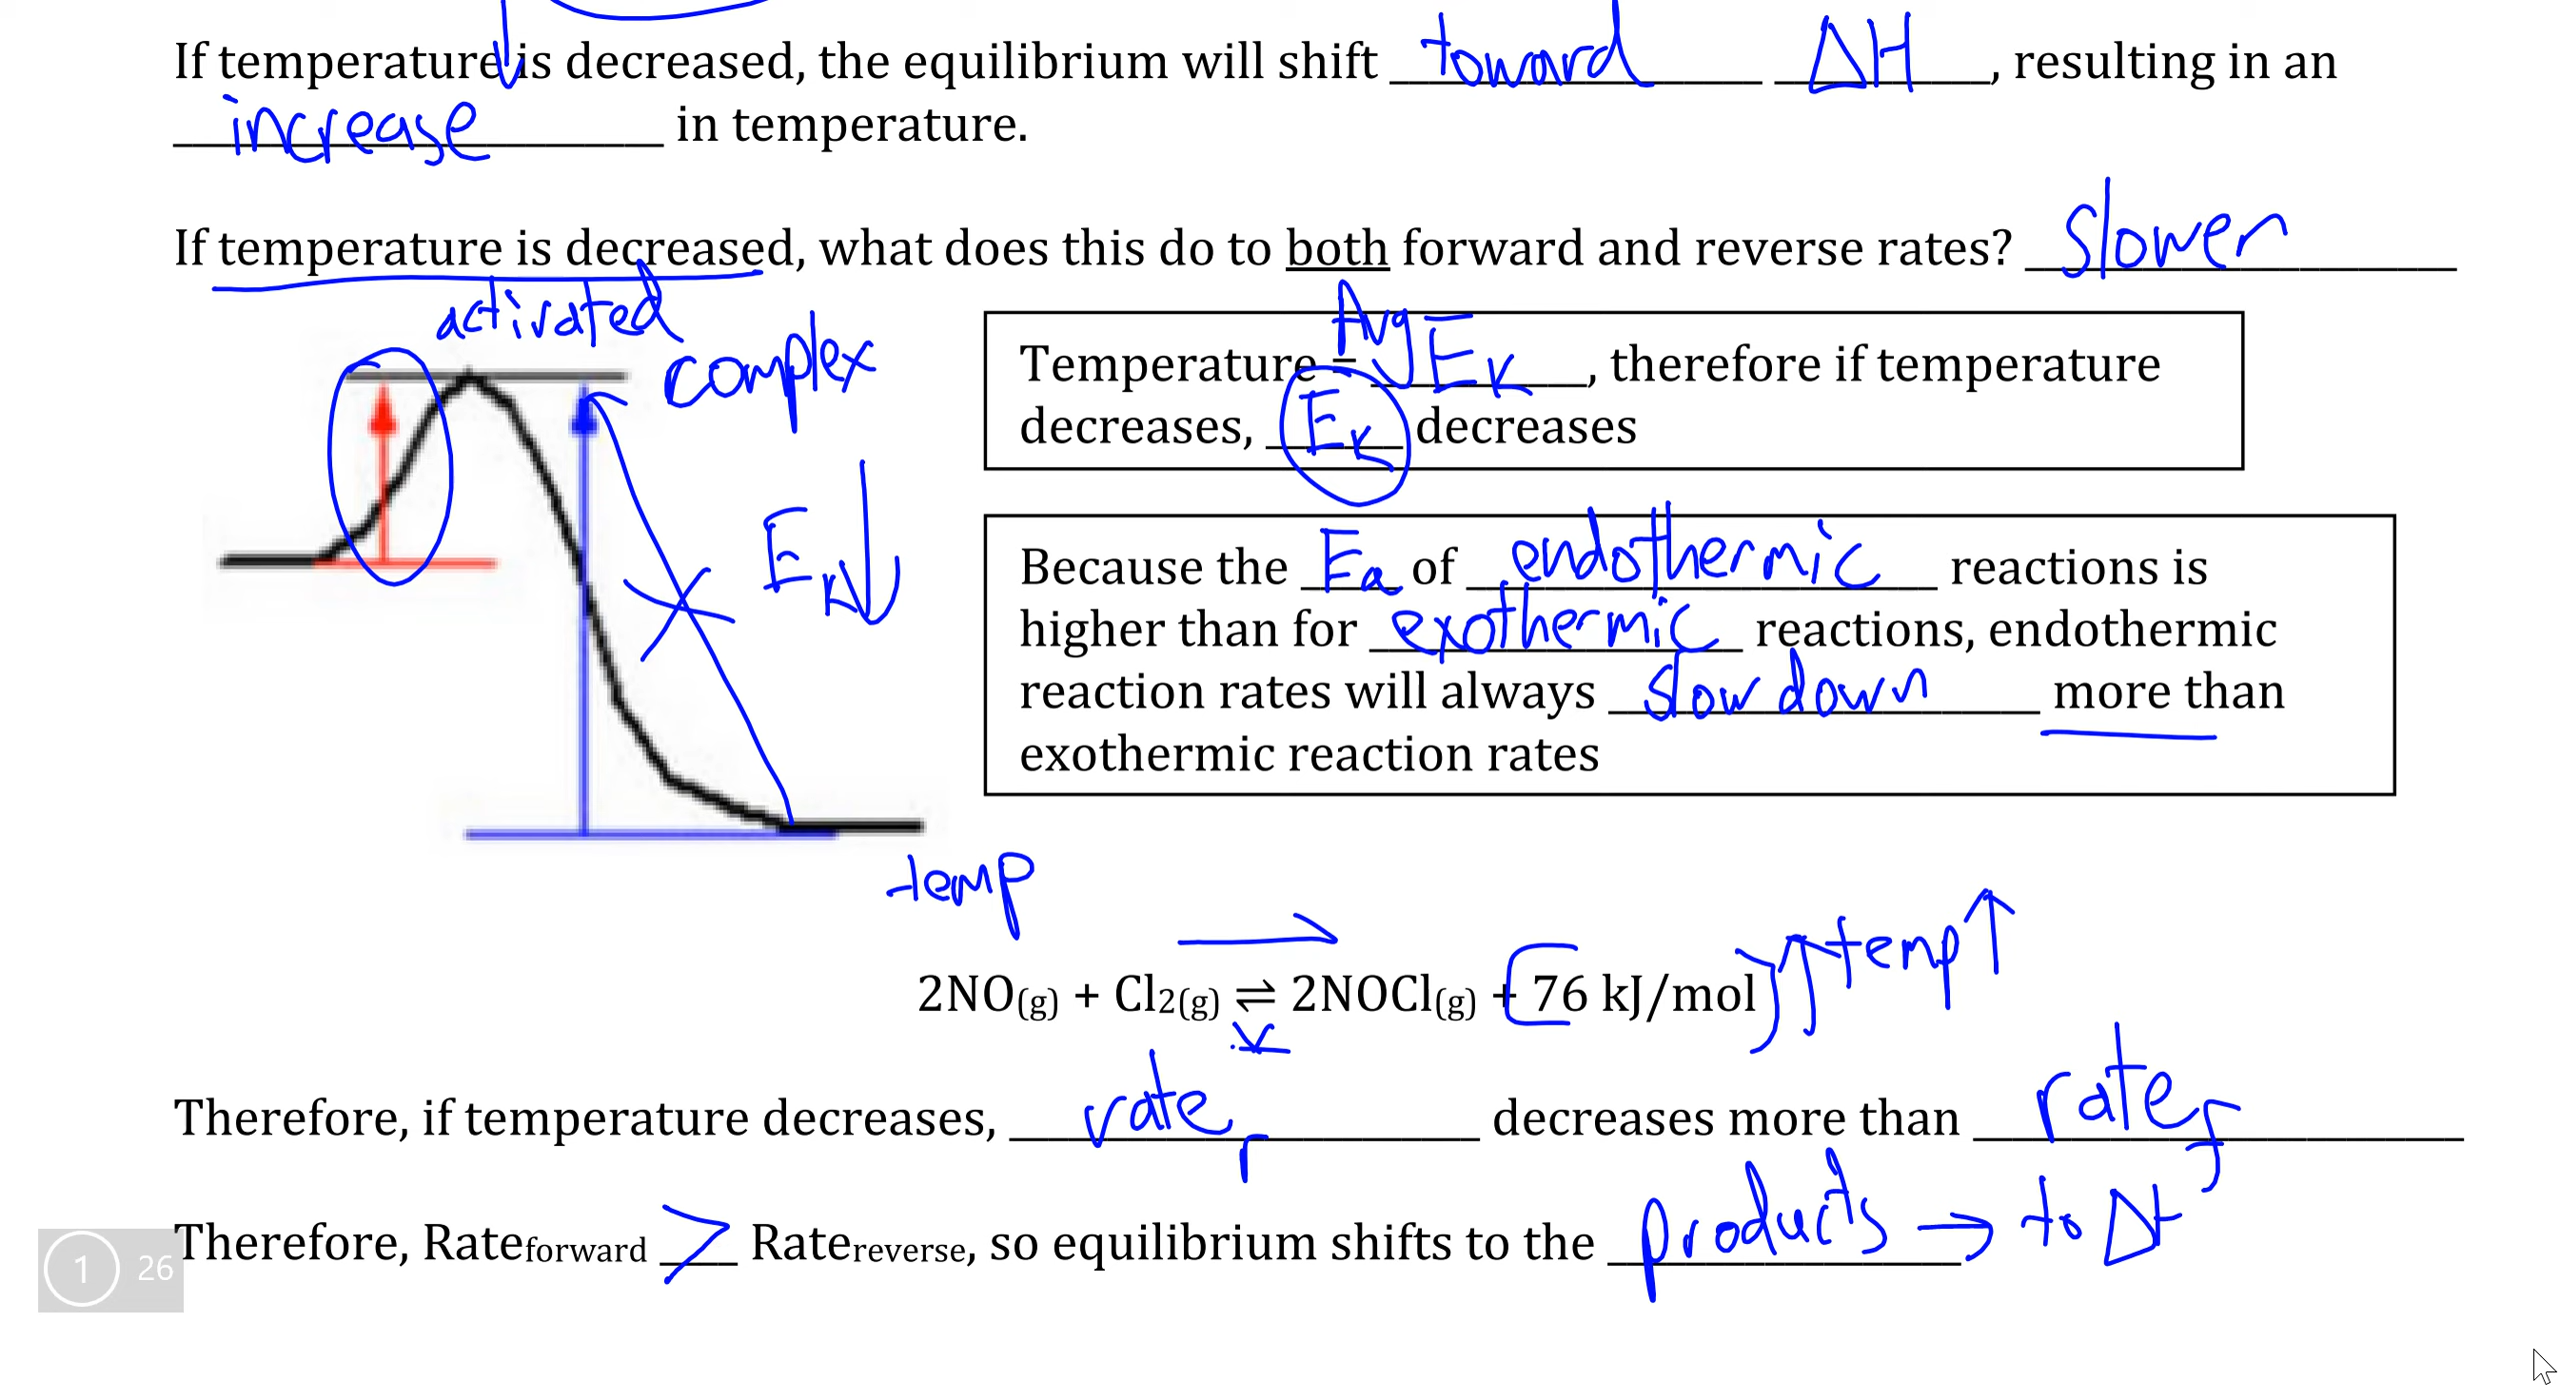 If temperature is decreased, the equilibrium will shift toward ΔH, resulting in an
increase in temperature.
If temperature is decreased, what does this do to both forward and reverse rates? slower
activated
complex
Ek↓
Temperature = Avg Ek, therefore if temperature
decreases, Ek decreases
Because the Ea of endothermic reactions is
higher than for exothermic reactions, endothermic
reaction rates will always slow down more than
exothermic reaction rates
temp
temp↑
2NO(g) + Cl2(g) ⇌ 2NOCl(g) + 76 kJ/mol
Therefore, if temperature decreases, rate r decreases more than rate f
Therefore, Rateforward > Ratereverse, so equilibrium shifts to the products → to
1 26